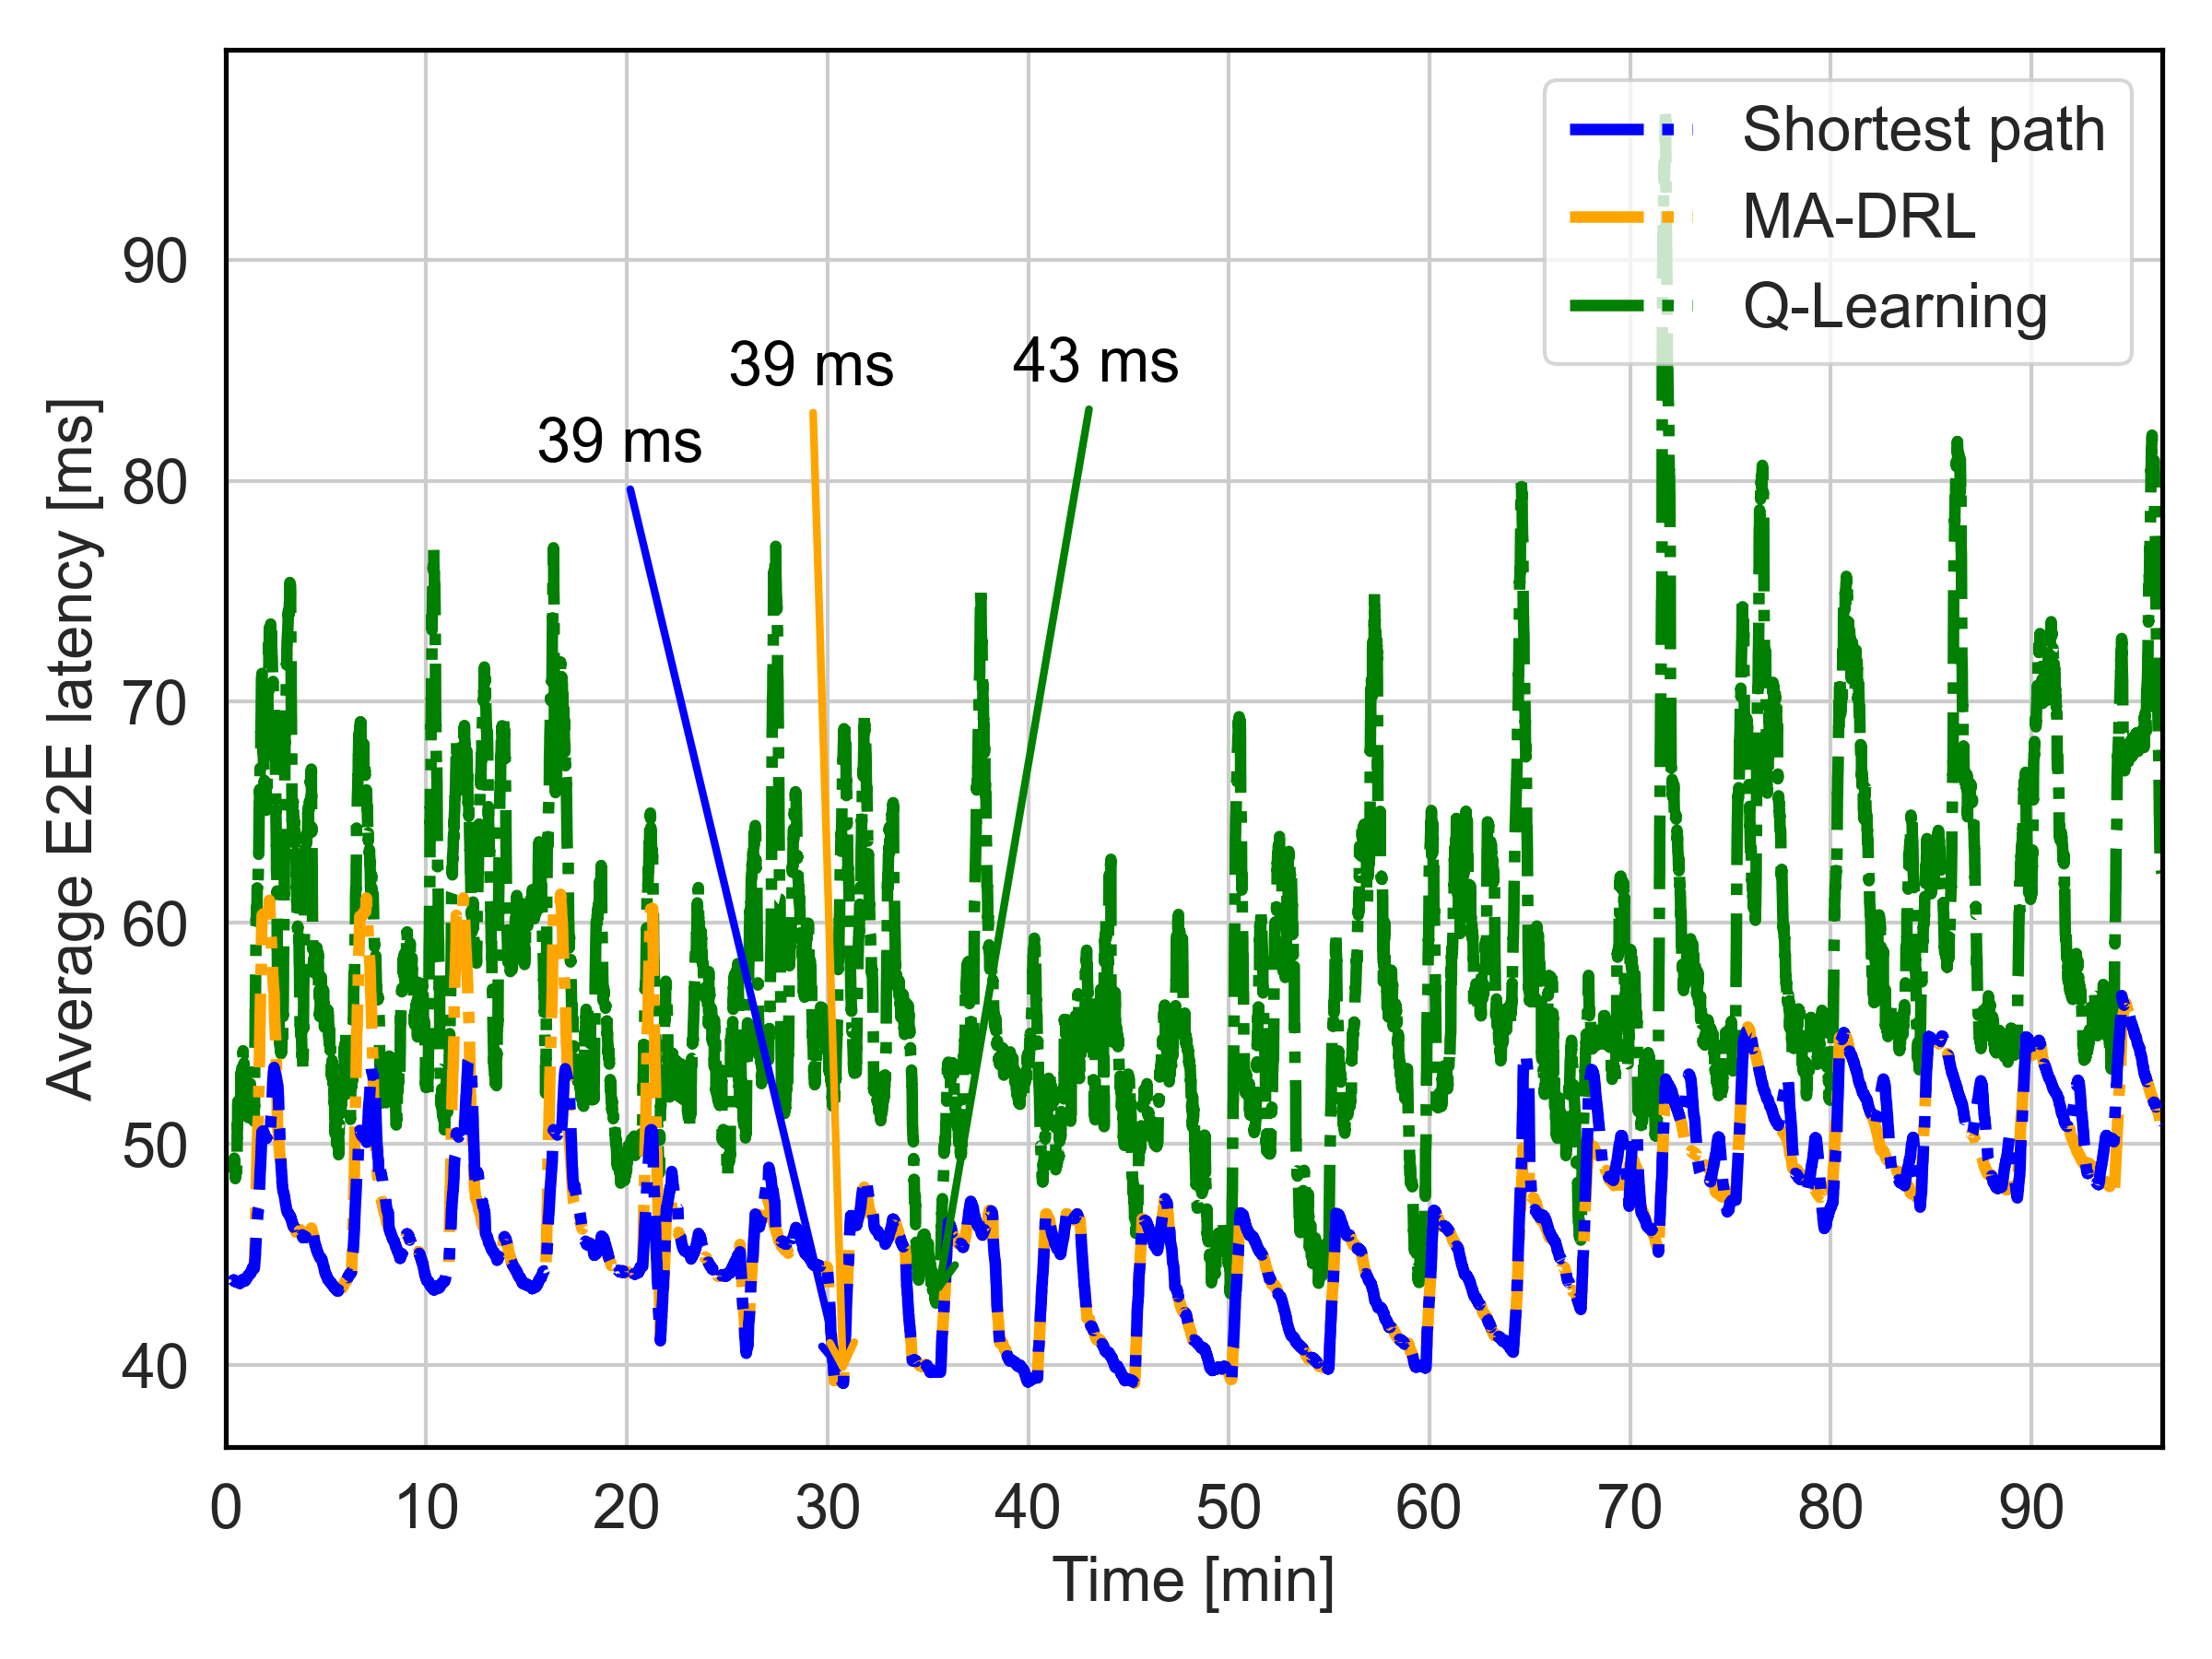 Shortest path
MA-DRL
Q-Learning
39 ms
43 ms
39 ms
Average E2E latency [ms]
90
80
70
60
50
40
0 10 20 30 40 50 60 70 80 90
Time [min]